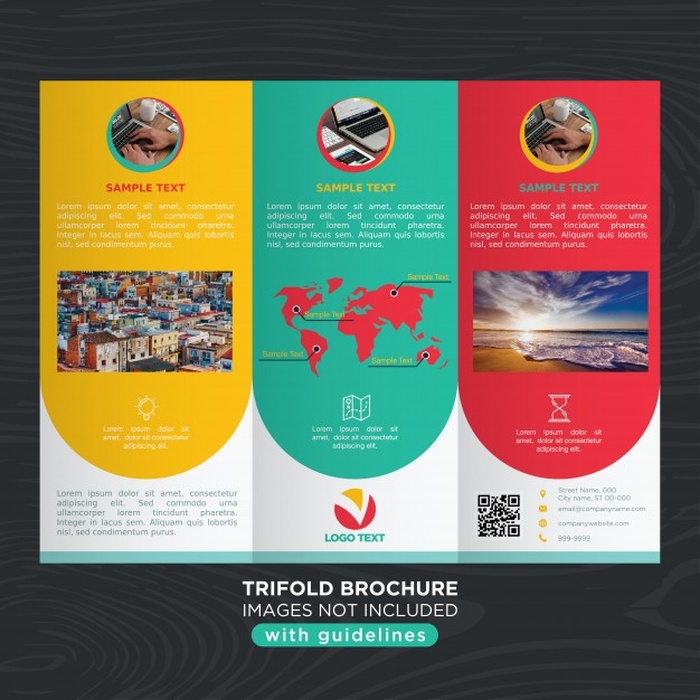 SAMPLE TEXT
Lorem ipsum dolor sit amet, consectetur
adipiscing elit. Sed commodo urna
ullamcorper lorem tincidunt pharetra.
Integer in viverra quam. Aliquam quis lobortis
nisl, sed condimentum purus.
Lorem ipsum dolor sit
amet, dolor sit consectetur
adipiscing elit.
Lorem ipsum dolor sit amet, consectetur
adipiscing elit. Sed commodo urna
ullamcorper lorem tincidunt pharetra.
Integer in viverra quam. Aliquam quis lobortis
nisl, sed condimentum purus.
SAMPLE TEXT
Lorem ipsum dolor sit amet, consectetur
adipiscing elit. Sed commodo urna
ullamcorper lorem tincidunt pharetra.
Integer in viverra quam. Aliquam quis lobortis
nisl, sed condimentum purus.
Sample Text
Sample Text
Sample Text
Sample Text
Lorem ipsum dolor sit
amet, dolor sit consectetur
adipiscing elit.
LOGO TEXT
SAMPLE TEXT
Lorem ipsum dolor sit amet, consectetur
adipiscing elit. Sed commodo urna
ullamcorper lorem tincidunt pharetra.
Integer in viverra quam. Aliquam quis lobortis
nisl, sed condimentum purus.
Lorem ipsum dolor sit
amet, dolor sit consectetur
adipiscing elit.
Street Name, 000
City name, ST 00-000
email@companyname.com
companywebsite.com
999-9999
TRIFOLD BROCHURE
IMAGES NOT INCLUDED
with guidelines